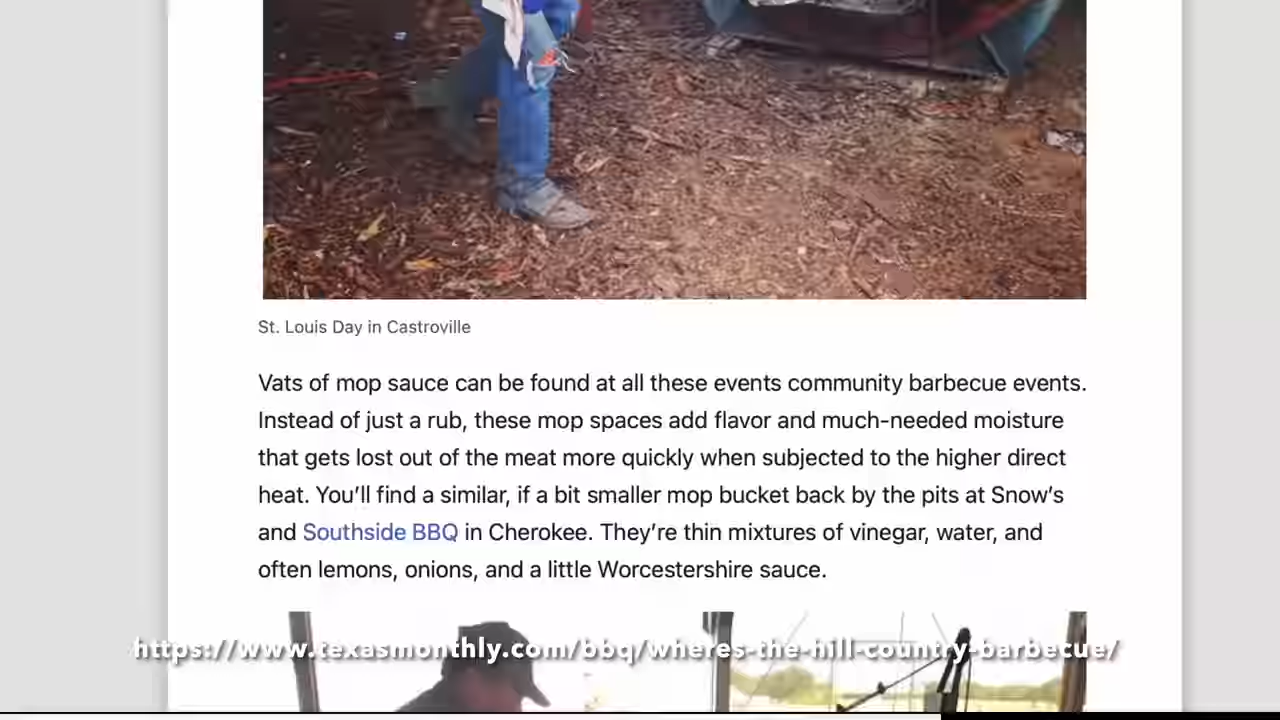 St. Louis Day in Castroville
Vats of mop sauce can be found at all these events community barbecue events.
Instead of just a rub, these mop spaces add flavor and much-needed moisture
that gets lost out of the meat more quickly when subjected to the higher direct
heat. You’ll find a similar, if a bit smaller mop bucket back by the pits at Snow’s
and Southside BBQ in Cherokee. They’re thin mixtures of vinegar, water, and
often lemons, onions, and a little Worcestershire sauce.
https://www.texasmonthly.com/bbq/wheres-the-hill-country-barbecue/